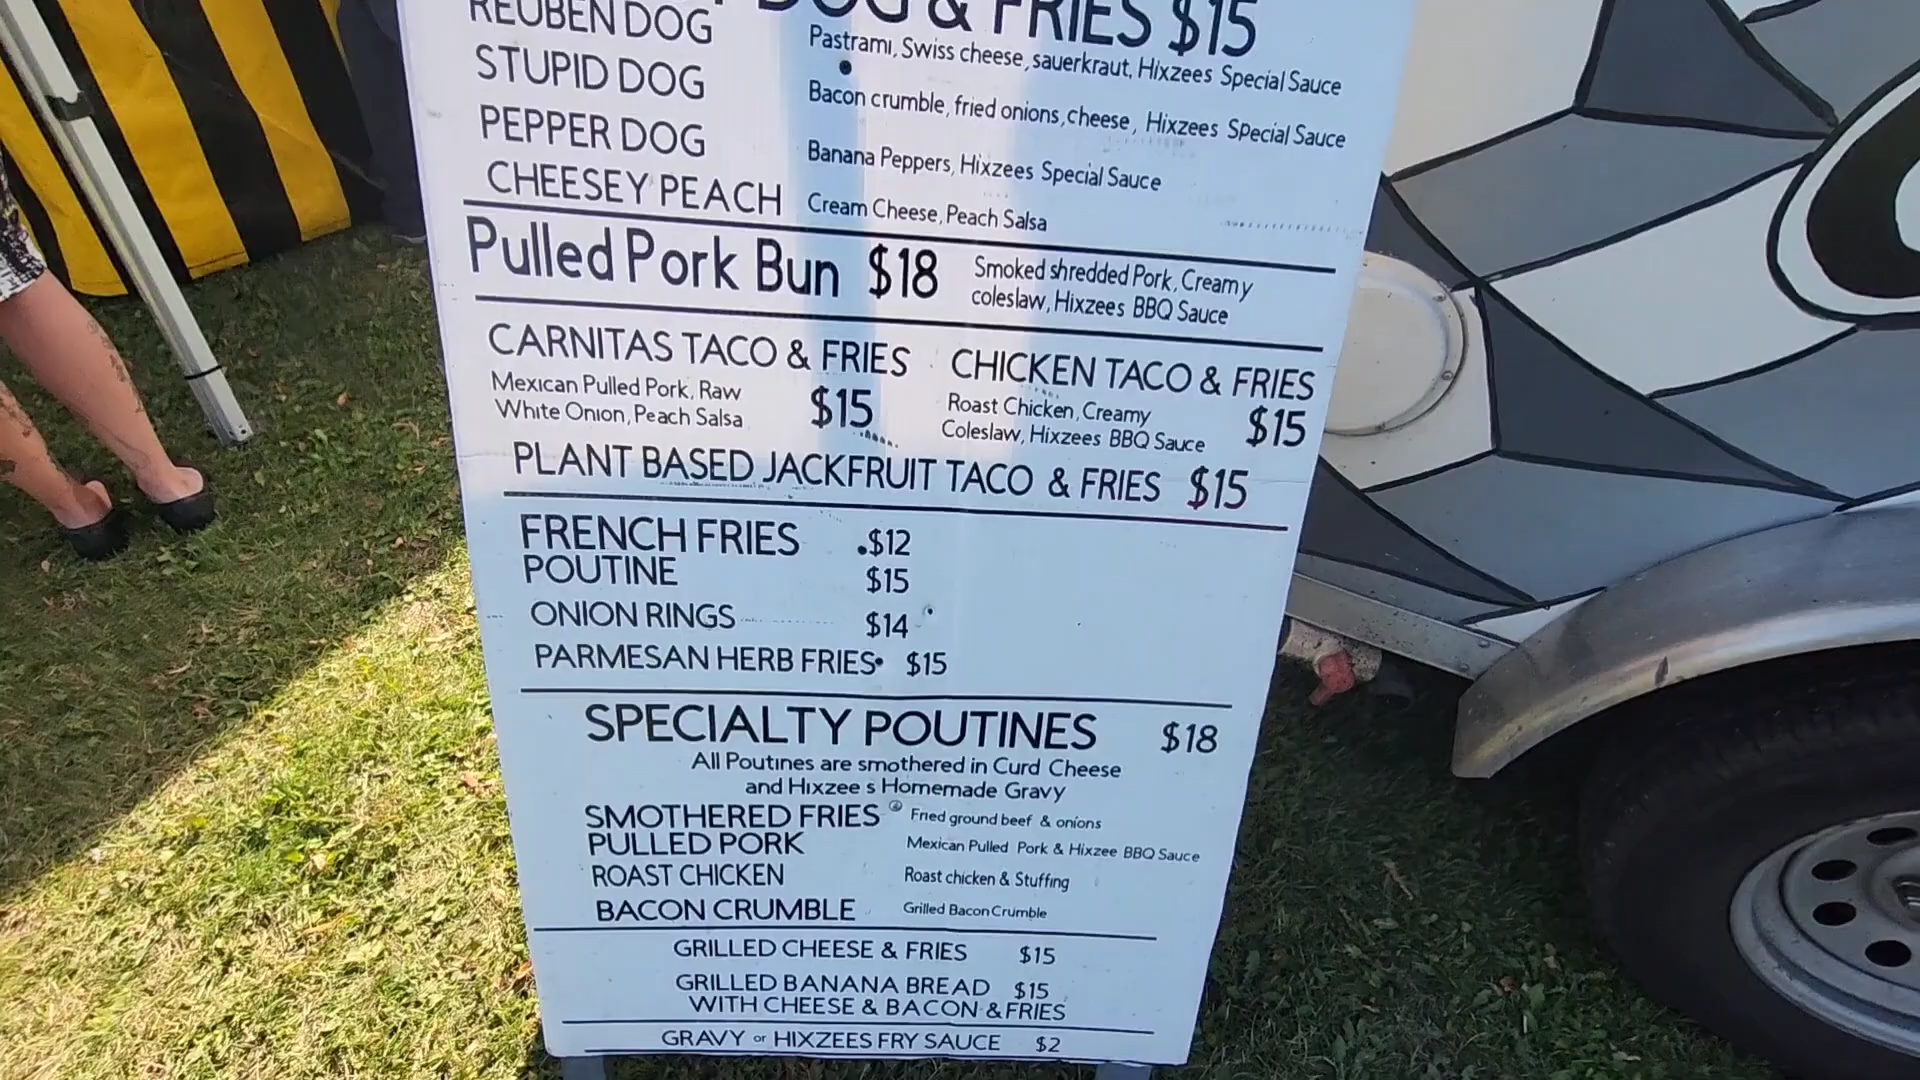 DOG & FRIES $15
REUBEN DOG Pastrami, Swiss cheese, sauerkraut, Hixzees Special Sauce
STUPID DOG Bacon crumble, fried onions, cheese, Hixzees Special Sauce
PEPPER DOG Banana Peppers, Hixzees Special Sauce
CHEESEY PEACH Cream Cheese, Peach Salsa
Pulled Pork Bun $18 Smoked shredded Pork, Creamy
coleslaw, Hixzees BBQ Sauce
CARNITAS TACO & FRIES
Mexican Pulled Pork, Raw
White Onion, Peach Salsa $15
CHICKEN TACO & FRIES
Roast Chicken, Creamy
Coleslaw, Hixzees BBQ Sauce $15
PLANT BASED JACKFRUIT TACO & FRIES $15
FRENCH FRIES $12
POUTINE $15
ONION RINGS $14
PARMESAN HERB FRIES $15
SPECIALTY POUTINES $18
All Poutines are smothered in Curd Cheese
and Hixzee s Homemade Gravy
SMOTHERED FRIES Fried ground beef & onions
PULLED PORK Mexican Pulled Pork & Hixzee BBQ Sauce
ROAST CHICKEN Roast chicken & Stuffing
BACON CRUMBLE Grilled Bacon Crumble
GRILLED CHEESE & FRIES $15
GRILLED BANANA BREAD $15
WITH CHEESE & BACON & FRIES
GRAVY or HIXZEES FRY SAUCE $2